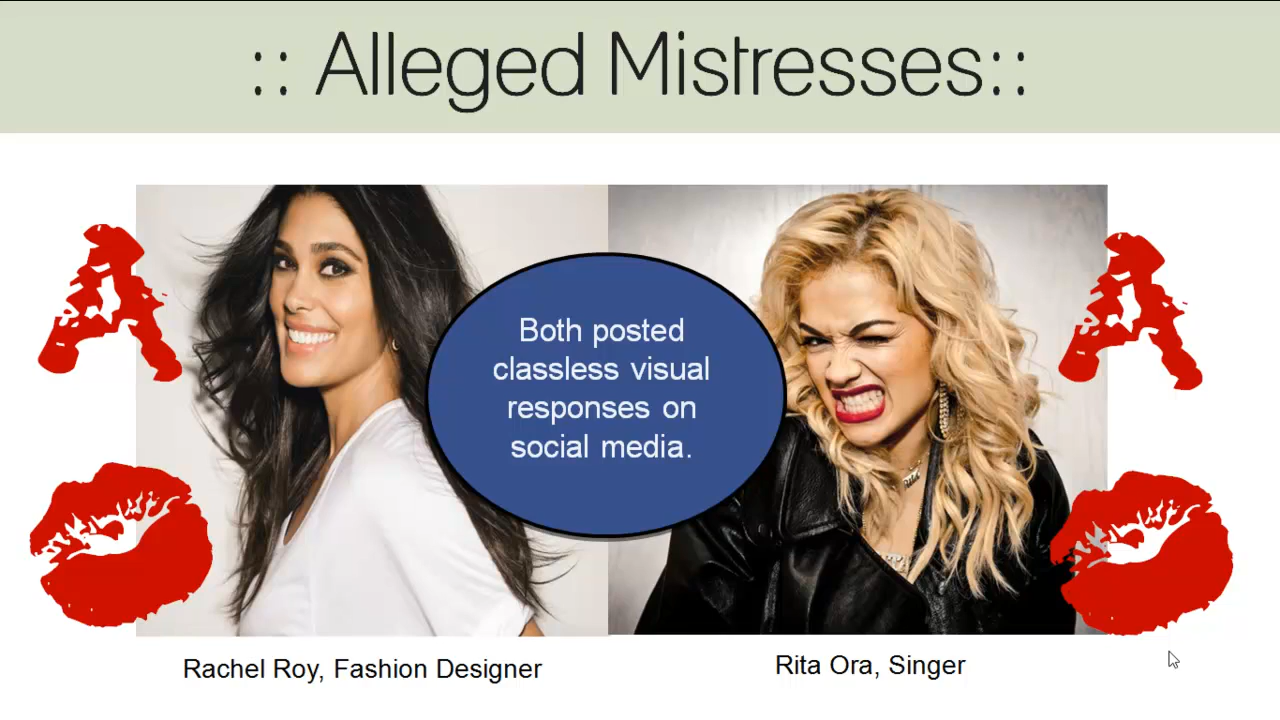 :: Alleged Mistresses::
A
A
Both posted
classless visual
responses on
social media.
Rachel Roy, Fashion Designer
Rita Ora, Singer